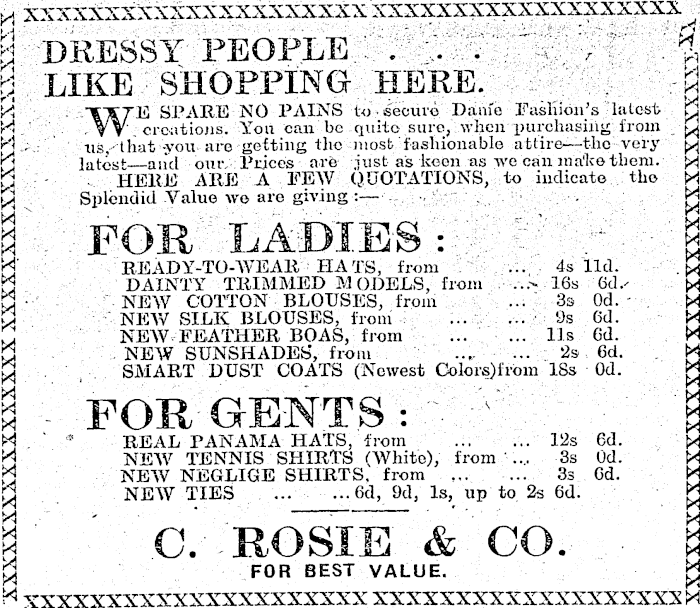 DRESSY PEOPLE . . .
LIKE SHOPPING HERE.
WE SPARE NO PAINS to secure Dame Fashion's latest
creations. You can be quite sure, when purchasing from
us, that you are getting the most fashionable attire—the very
latest—and our Prices are just as keen as we can make them.
HERE ARE A FEW QUOTATIONS, to indicate the
Splendid Value we are giving :—
FOR LADIES :
READY-TO-WEAR HATS, from ... 4s 11d.
DAINTY TRIMMED MODELS, from ... 16s 6d.
NEW COTTON BLOUSES, from ... 3s 0d.
NEW SILK BLOUSES, from ... ... 9s 6d.
NEW FEATHER BOAS, from ... ... 11s 6d.
NEW SUNSHADES, from ... ... 2s 6d.
SMART DUST COATS (Newest Colors) from 18s 0d.
FOR GENTS :
REAL PANAMA HATS, from ... ... 12s 6d.
NEW TENNIS SHIRTS (White), from ... 3s 0d.
NEW NEGLIGE SHIRTS, from ... ... 3s 6d.
NEW TIES ... ... 6d, 9d, 1s, up to 2s 6d.
C. ROSIE & CO.
FOR BEST VALUE.